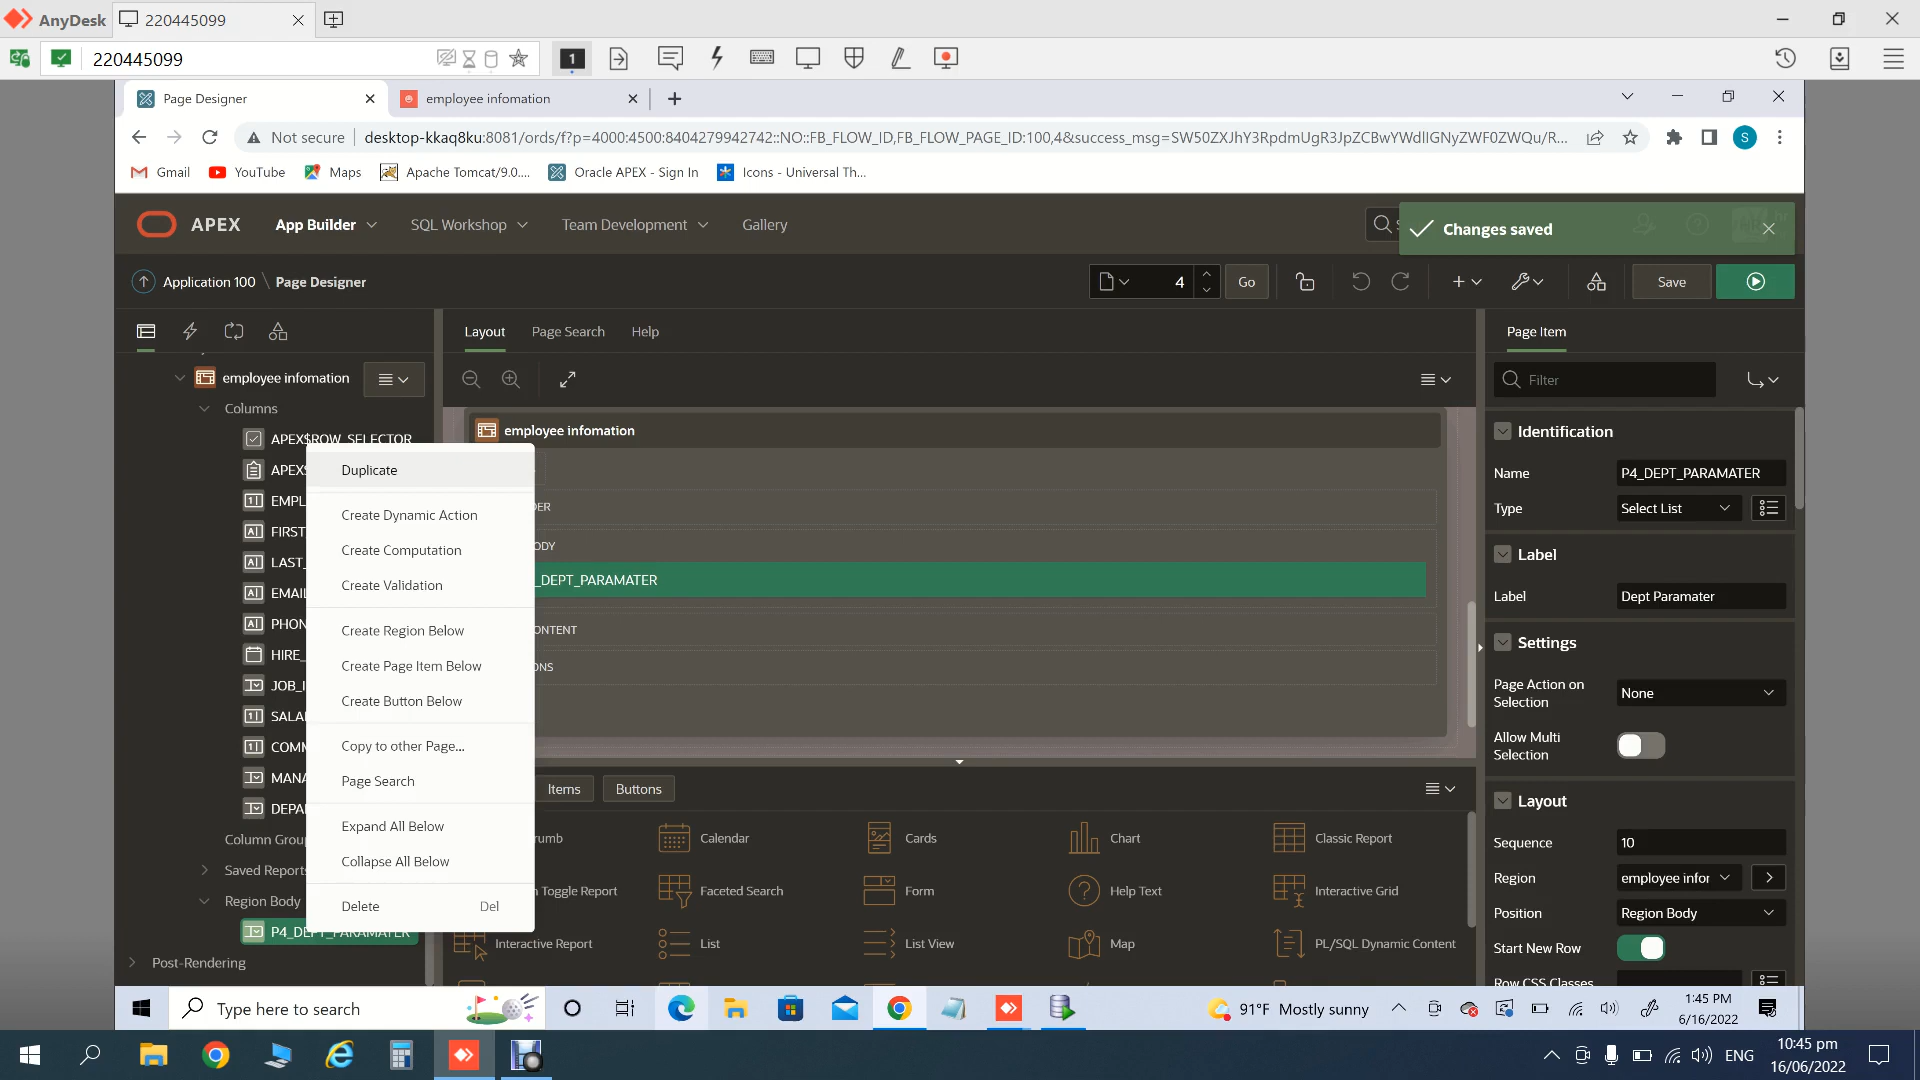 AnyDesk
220445099
220445099
1
Page Designer
employee infomation
Not secure
desktop-kkaq8ku:8081/ords/f?p=4000:4500:8404279942742::NO::FB_FLOW_ID,FB_FLOW_PAGE_ID:100,4&success_msg=SW50ZXJhY3RpdmUgR3JpZCBwYWdlIGNyZWF0ZWQu/R...
S
Gmail
YouTube
Maps
Apache Tomcat/9.0....
Oracle APEX - Sign In
Icons - Universal Th...
APEX
App Builder
SQL Workshop
Team Development
Gallery
Changes saved
Application 100 \ Page Designer
4
Go
Save
Layout
Page Search
Help
Page Item
employee infomation
Columns
APEX$ROW_SELECTOR
APEX
EMPL
FIRST
LAST_
EMAIL
PHON
HIRE_
JOB_I
SALA
COMM
MANA
DEPAR
Column Group
Saved Reports
Region Body
P4_DEPT_PARAMATER
Post-Rendering
Duplicate
Create Dynamic Action
Create Computation
Create Validation
Create Region Below
Create Page Item Below
Create Button Below
Copy to other Page...
Page Search
Expand All Below
Collapse All Below
Delete
Del
employee infomation
DER
ODY
_DEPT_PARAMATER
ONTENT
ONS
Items
Buttons
rumb
Calendar
Cards
Chart
Classic Report
n Toggle Report
Faceted Search
Form
Help Text
Interactive Grid
Interactive Report
List
List View
Map
PL/SQL Dynamic Content
Filter
Identification
Name
P4_DEPT_PARAMATER
Type
Select List
Label
Label
Dept Paramater
Settings
Page Action on
Selection
None
Allow Multi
Selection
Layout
Sequence
10
Region
employee infor
Position
Region Body
Start New Row
Row CSS Classes
Type here to search
91°F Mostly sunny
1:45 PM
6/16/2022
ENG
10:45 pm
16/06/2022